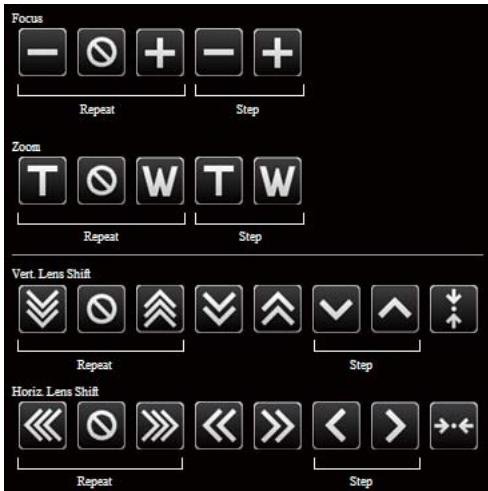 Focus
− +  − +
Repeat Step
Zoom
T W T W
Repeat Step
Vert. Lens Shift
Repeat Step
Horiz. Lens Shift
Repeat Step